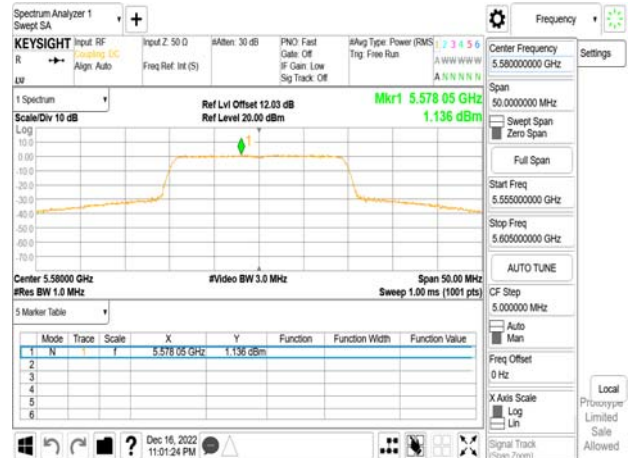 Spectrum Analyzer 1
Swept SA
Frequency
KEYSIGHT
R
Input: RF
Coupling: DC
Align: Auto
Input Z: 50 Ω
Freq Ref: Int (S)
#Atten: 30 dB
PNO: Fast
Gate: Off
IF Gain: Low
Sig Track: Off
#Avg Type: Power (RMS
Trig: Free Run
1 2 3 4 5 6
A W W W W W
A N N N N N
Center Frequency
5.580000000 GHz
Settings
Span
50.0000000 MHz
Swept Span
Zero Span
Full Span
Start Freq
5.555000000 GHz
Stop Freq
5.605000000 GHz
AUTO TUNE
CF Step
5.000000 MHz
Auto
Man
Freq Offset
0 Hz
X Axis Scale
Log
Lin
Signal Track
(Span Zoom)
Local
Prototype
Limited
Sale
Allowed
1 Spectrum
Scale/Div 10 dB
Ref Lvl Offset 12.03 dB
Ref Level 20.00 dBm
Mkr1 5.578 05 GHz
1.136 dBm
Log
10.0
0.00
-10.0
-20.0
-30.0
-40.0
-50.0
-60.0
-70.0
1
Center 5.58000 GHz
#Res BW 1.0 MHz
#Video BW 3.0 MHz
Span 50.00 MHz
Sweep 1.00 ms (1001 pts)
5 Marker Table
Mode Trace Scale X Y Function Function Width Function Value
1 N 1 f 5.578 05 GHz 1.136 dBm
2
3
4
5
6
?
Dec 16, 2022
11:01:24 PM